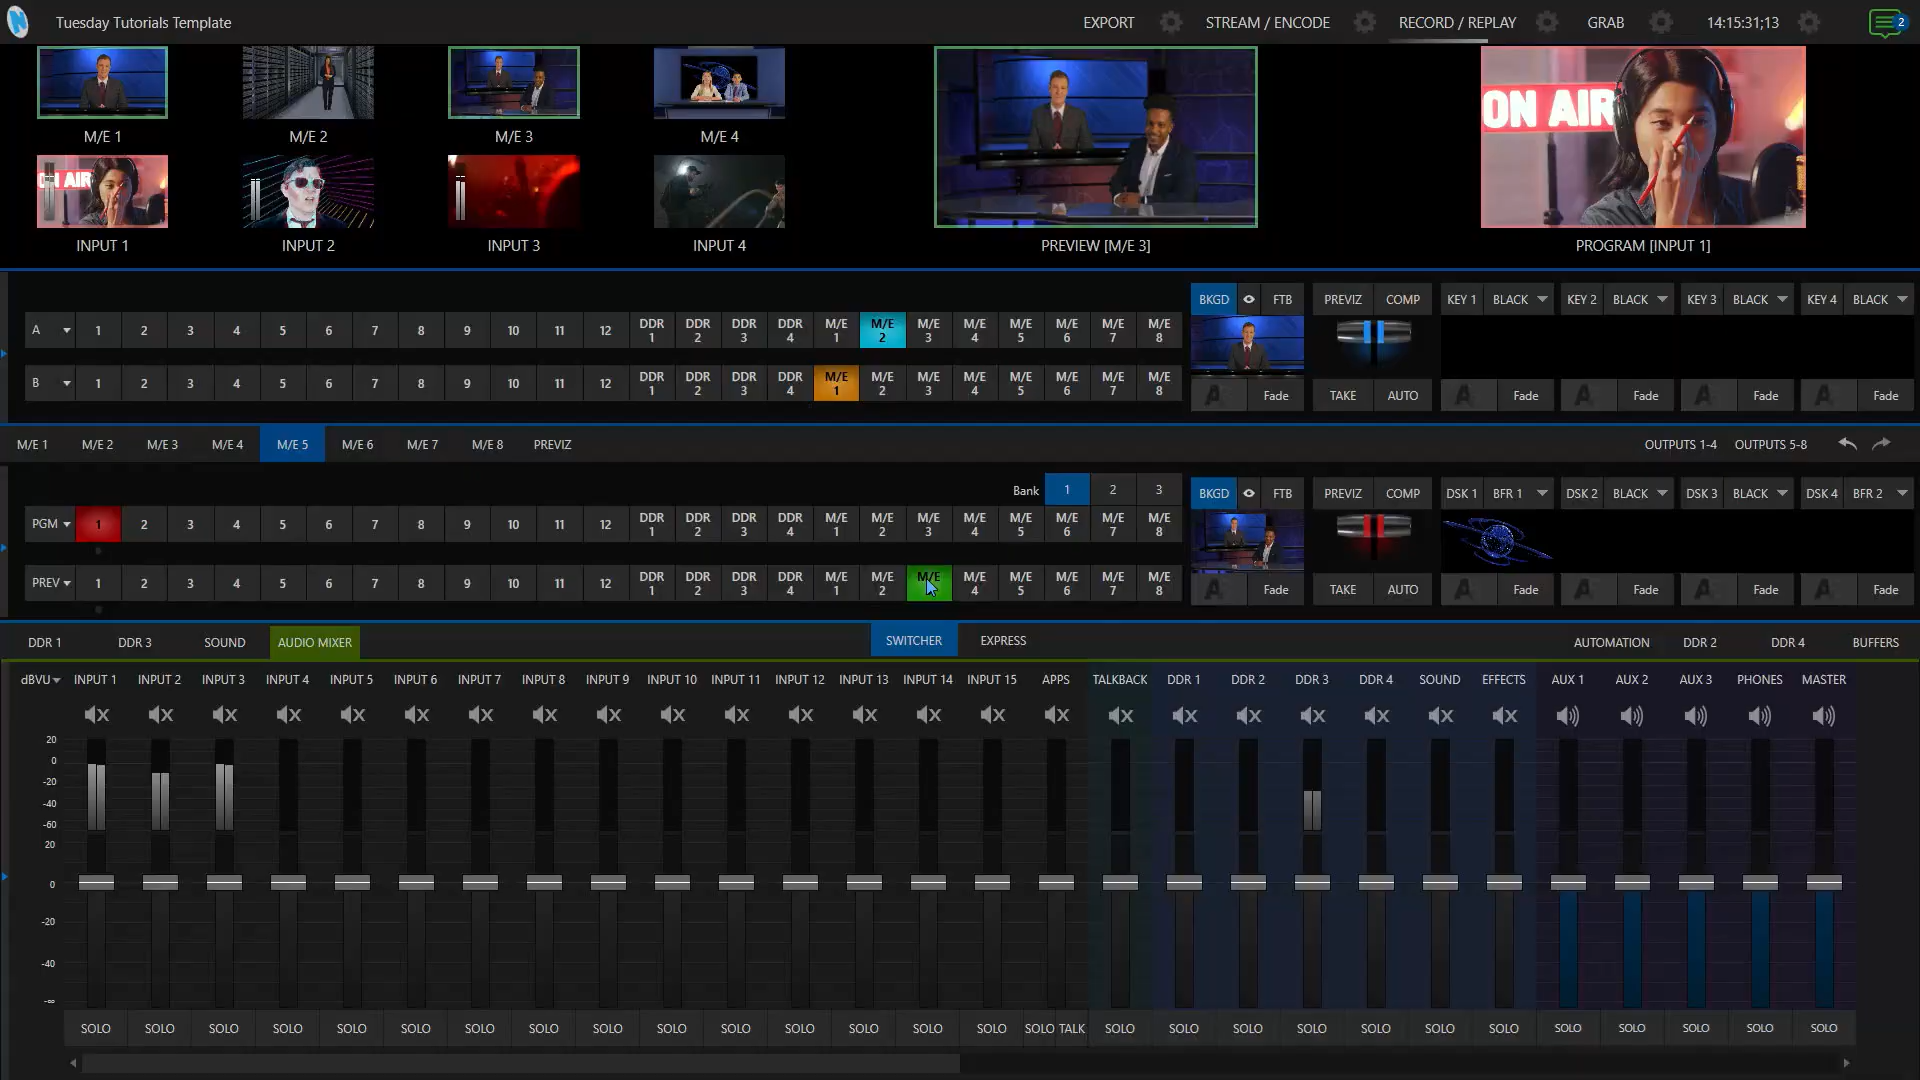 Tuesday Tutorials Template
EXPORT STREAM / ENCODE RECORD / REPLAY GRAB 14:15:31;13 2
M/E 1 M/E 2 M/E 3 M/E 4
ON AIR
INPUT 1 INPUT 2 INPUT 3 INPUT 4 PREVIEW [M/E 3] PROGRAM [INPUT 1]
BKGD FTB PREVIZ COMP KEY 1 BLACK KEY 2 BLACK KEY 3 BLACK KEY 4 BLACK
A 1 2 3 4 5 6 7 8 9 10 11 12 DDR 1 DDR 2 DDR 3 DDR 4 M/E 1 M/E 2 M/E 3 M/E 4 M/E 5 M/E 6 M/E 7 M/E 8
B 1 2 3 4 5 6 7 8 9 10 11 12 DDR 1 DDR 2 DDR 3 DDR 4 M/E 1 M/E 2 M/E 3 M/E 4 M/E 5 M/E 6 M/E 7 M/E 8
Fade TAKE AUTO Fade Fade Fade Fade
M/E 1 M/E 2 M/E 3 M/E 4 M/E 5 M/E 6 M/E 7 M/E 8 PREVIZ OUTPUTS 1-4 OUTPUTS 5-8
Bank 1 2 3 BKGD FTB PREVIZ COMP DSK 1 BFR 1 DSK 2 BLACK DSK 3 BLACK DSK 4 BFR 2
PGM 1 2 3 4 5 6 7 8 9 10 11 12 DDR 1 DDR 2 DDR 3 DDR 4 M/E 1 M/E 2 M/E 3 M/E 4 M/E 5 M/E 6 M/E 7 M/E 8
PREV 1 2 3 4 5 6 7 8 9 10 11 12 DDR 1 DDR 2 DDR 3 DDR 4 M/E 1 M/E 2 M/E M/E 4 M/E 5 M/E 6 M/E 7 M/E 8
Fade TAKE AUTO Fade Fade Fade Fade
DDR 1 DDR 3 SOUND AUDIO MIXER SWITCHER EXPRESS AUTOMATION DDR 2 DDR 4 BUFFERS
dBVU INPUT 1 INPUT 2 INPUT 3 INPUT 4 INPUT 5 INPUT 6 INPUT 7 INPUT 8 INPUT 9 INPUT 10 INPUT 11 INPUT 12 INPUT 13 INPUT 14 INPUT 15 APPS TALKBACK DDR 1 DDR 2 DDR 3 DDR 4 SOUND EFFECTS AUX 1 AUX 2 AUX 3 PHONES MASTER
20
0
-20
-40
-60
20
0
-20
-40
-∞
SOLO SOLO SOLO SOLO SOLO SOLO SOLO SOLO SOLO SOLO SOLO SOLO SOLO SOLO SOLO SOLO TALK SOLO SOLO SOLO SOLO SOLO SOLO SOLO SOLO SOLO SOLO SOLO SOLO